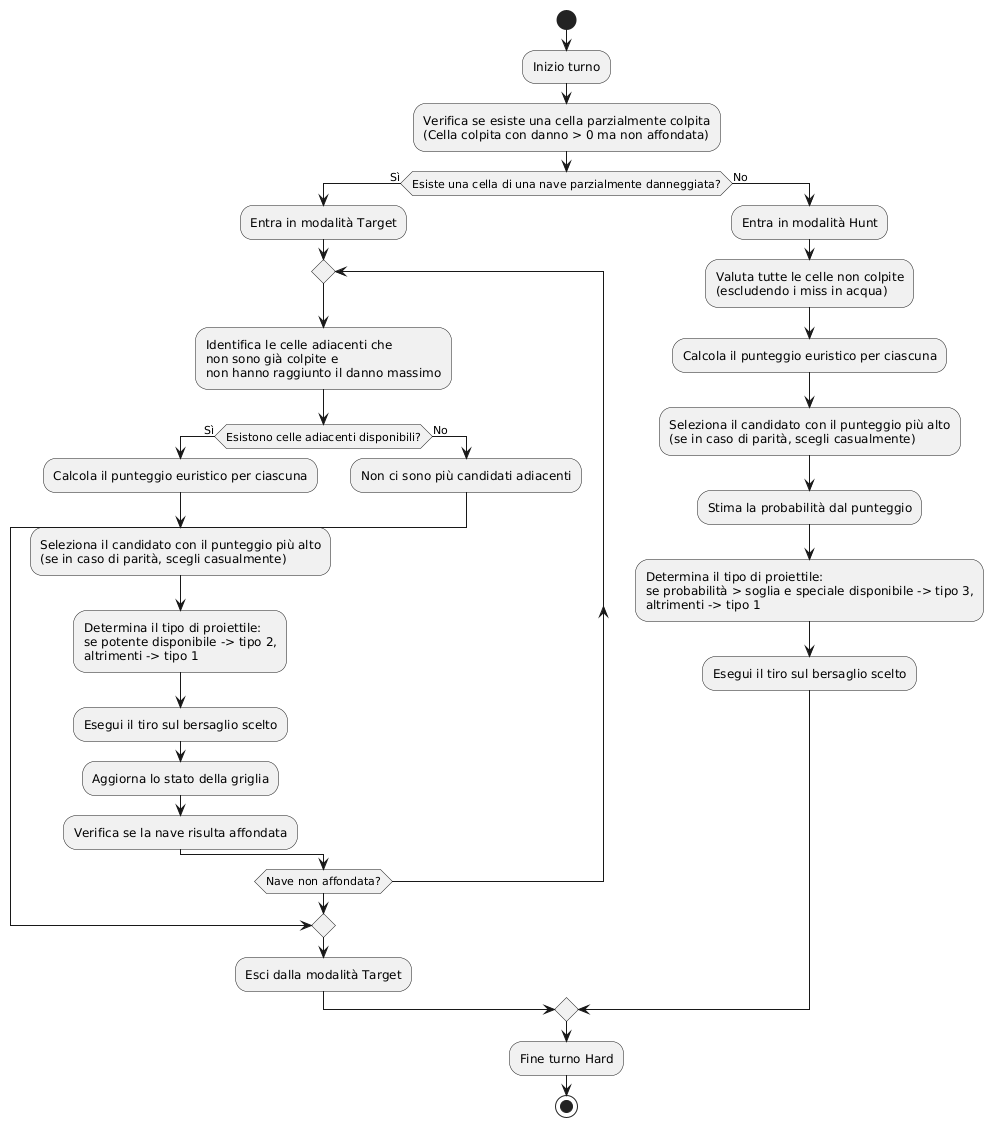 Inizio turno
Verifica se esiste una cella parzialmente colpita
(Cella colpita con danno > 0 ma non affondata)
Esiste una cella di una nave parzialmente danneggiata?
Sì
No
Entra in modalità Target
Identifica le celle adiacenti che
non sono già colpite e
non hanno raggiunto il danno massimo
Esistono celle adiacenti disponibili?
Sì
No
Calcola il punteggio euristico per ciascuna
Non ci sono più candidati adiacenti
Seleziona il candidato con il punteggio più alto
(se in caso di parità, scegli casualmente)
Determina il tipo di proiettile:
se potente disponibile -> tipo 2,
altrimenti -> tipo 1
Esegui il tiro sul bersaglio scelto
Aggiorna lo stato della griglia
Verifica se la nave risulta affondata
Nave non affondata?
Esci dalla modalità Target
Entra in modalità Hunt
Valuta tutte le celle non colpite
(escludendo i miss in acqua)
Calcola il punteggio euristico per ciascuna
Seleziona il candidato con il punteggio più alto
(se in caso di parità, scegli casualmente)
Stima la probabilità dal punteggio
Determina il tipo di proiettile:
se probabilità > soglia e speciale disponibile -> tipo 3,
altrimenti -> tipo 1
Esegui il tiro sul bersaglio scelto
Fine turno Hard